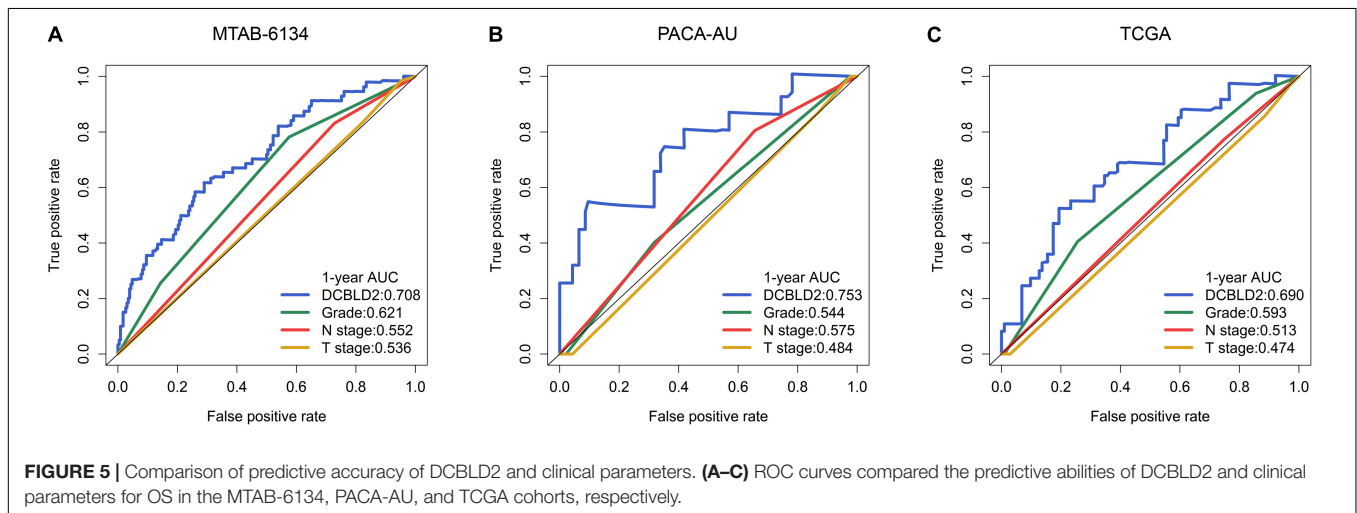 A MTAB-6134
True positive rate
1.0
0.8
0.6
0.4
0.2
0.0
1-year AUC
DCBLD2:0.708
Grade:0.621
N stage:0.552
T stage:0.536
0.0 0.2 0.4 0.6 0.8 1.0
False positive rate
B PACA-AU
True positive rate
1.0
0.8
0.6
0.4
0.2
0.0
1-year AUC
DCBLD2:0.753
Grade:0.544
N stage:0.575
T stage:0.484
0.0 0.2 0.4 0.6 0.8 1.0
False positive rate
C TCGA
True positive rate
1.0
0.8
0.6
0.4
0.2
0.0
1-year AUC
DCBLD2:0.690
Grade:0.593
N stage:0.513
T stage:0.474
0.0 0.2 0.4 0.6 0.8 1.0
False positive rate
FIGURE 5 | Comparison of predictive accuracy of DCBLD2 and clinical parameters. (A–C) ROC curves compared the predictive abilities of DCBLD2 and clinical
parameters for OS in the MTAB-6134, PACA-AU, and TCGA cohorts, respectively.